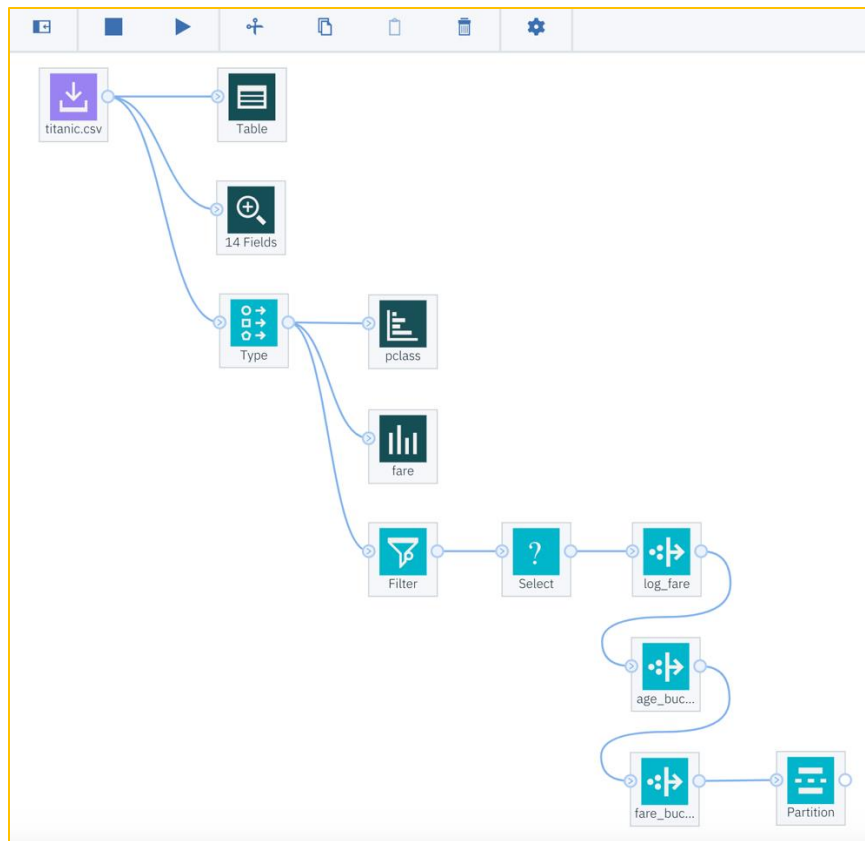 titanic.csv
Table
14 Fields
Type
pclass
fare
Filter
Select
?
log_fare
age_buc...
fare_buc...
Partition